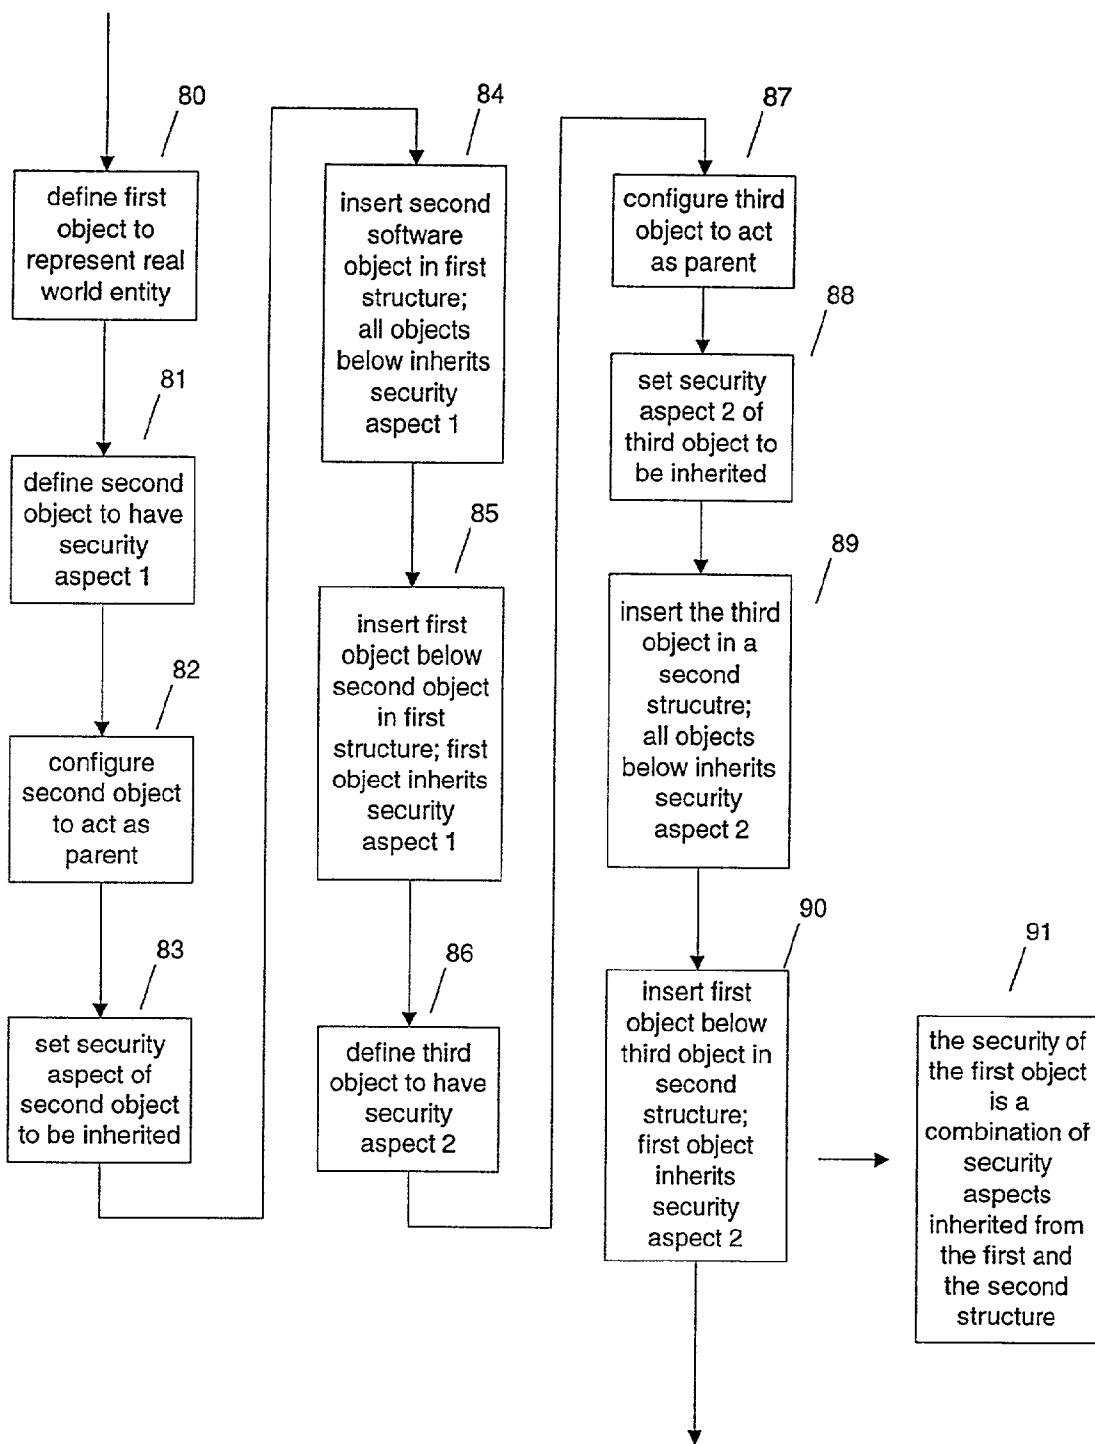 80
define first
object to
represent real
world entity
81
define second
object to have
security
aspect 1
82
configure
second object
to act as
parent
83
set security
aspect of
second object
to be inherited
84
insert second
software
object in first
structure;
all objects
below inherits
security
aspect 1
85
insert first
object below
second object
in first
structure; first
object inherits
security
aspect 1
86
define third
object to have
security
aspect 2
87
configure third
object to act
as parent
88
set security
aspect 2 of
third object to
be inherited
89
insert the third
object in a
second
strucutre;
all objects
below inherits
security
aspect 2
90
insert first
object below
third object in
second
structure;
first object
inherits
security
aspect 2
91
the security of
the first object
is a
combination of
security
aspects
inherited from
the first and
the second
structure